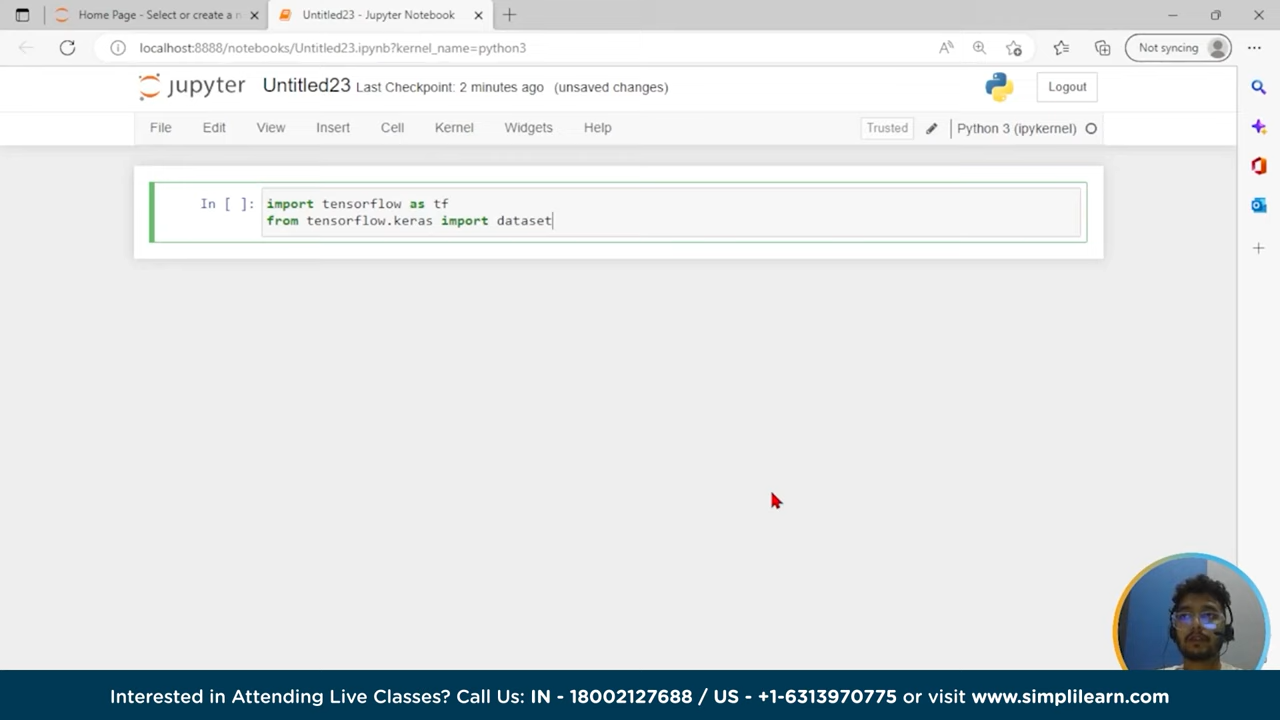 Home Page - Select or create a n
Untitled23 - Jupyter Notebook
localhost:8888/notebooks/Untitled23.ipynb?kernel_name=python3
Not syncing
jupyter Untitled23 Last Checkpoint: 2 minutes ago (unsaved changes)
Logout
File Edit View Insert Cell Kernel Widgets Help
Trusted
Python 3 (ipykernel)
In [ ]: import tensorflow as tf
from tensorflow.keras import dataset
Interested in Attending Live Classes? Call Us: IN - 18002127688 / US - +1-6313970775 or visit www.simplilearn.com